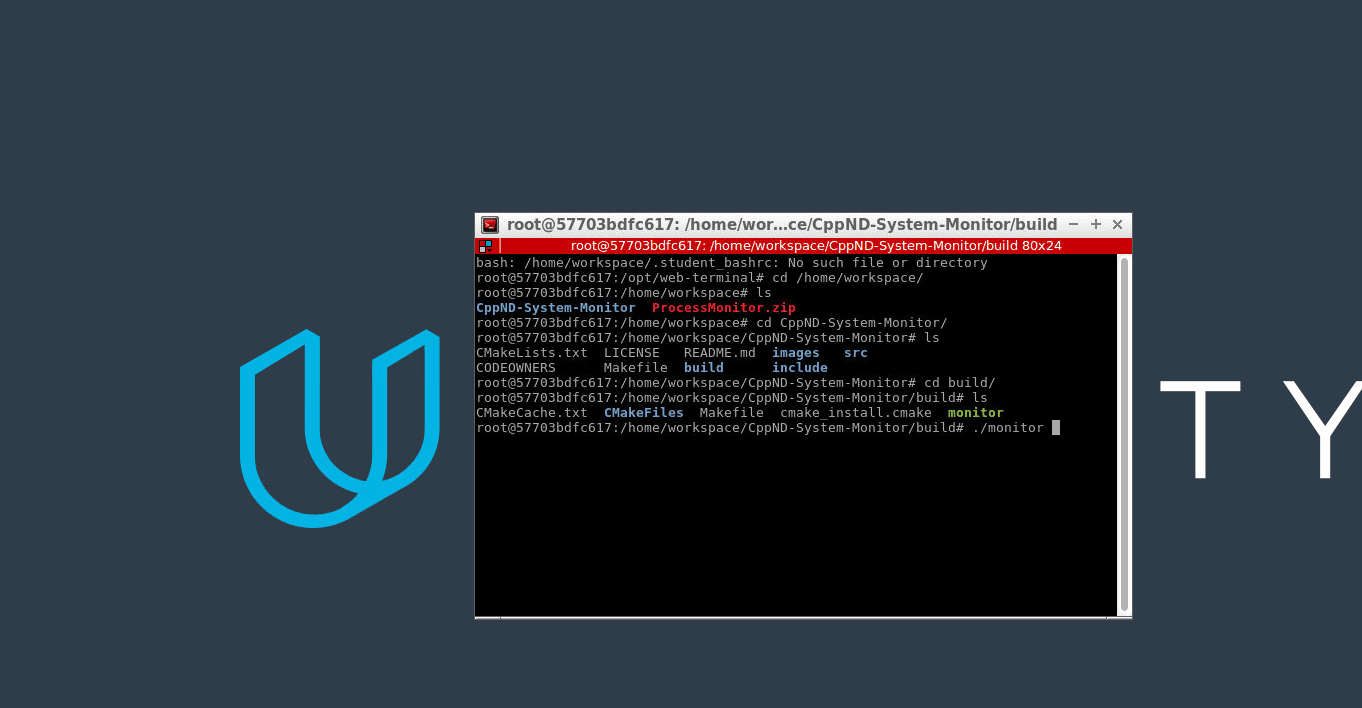 root@57703bdfc617: /home/wor...ce/CppND-System-Monitor/build
root@57703bdfc617: /home/workspace/CppND-System-Monitor/build 80x24
bash: /home/workspace/.student_bashrc: No such file or directory
root@57703bdfc617:/opt/web-terminal# cd /home/workspace/
root@57703bdfc617:/home/workspace# ls
CppND-System-Monitor  ProcessMonitor.zip
root@57703bdfc617:/home/workspace# cd CppND-System-Monitor/
root@57703bdfc617:/home/workspace/CppND-System-Monitor# ls
CMakeLists.txt  LICENSE   README.md  images   src
CODEOWNERS      Makefile  build      include
root@57703bdfc617:/home/workspace/CppND-System-Monitor# cd build/
root@57703bdfc617:/home/workspace/CppND-System-Monitor/build# ls
CMakeCache.txt  CMakeFiles  Makefile  cmake_install.cmake  monitor
root@57703bdfc617:/home/workspace/CppND-System-Monitor/build# ./monitor
TY